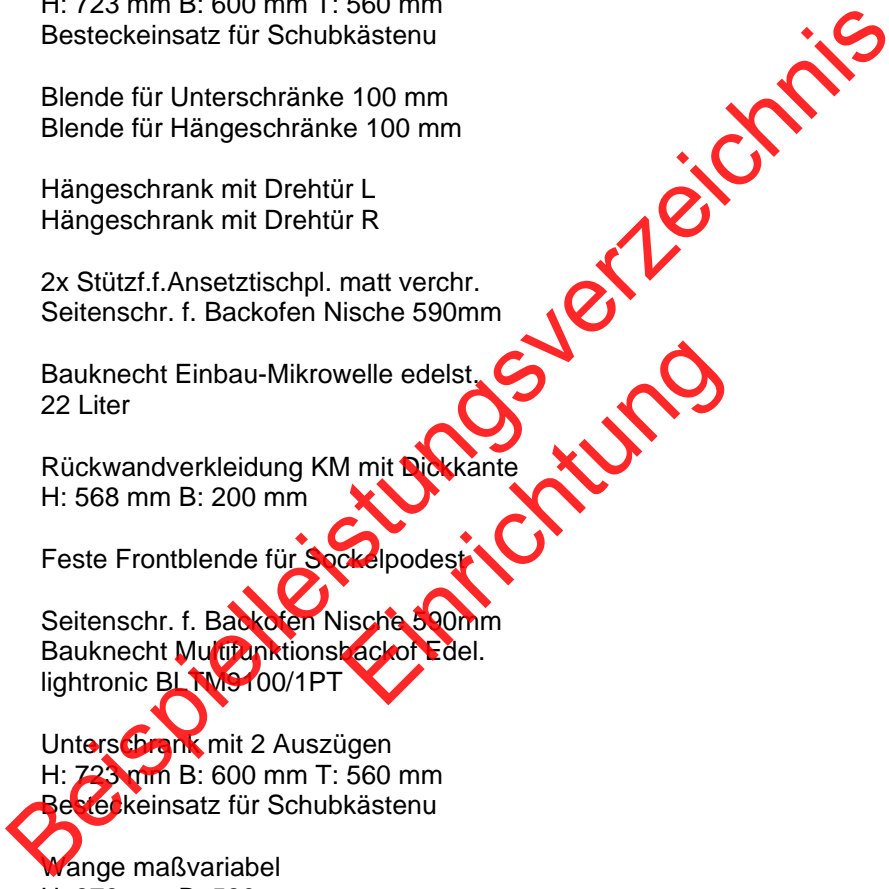 H: 723 mm B: 600 mm T: 560 mm
Besteckeinsatz für Schubkästenu
Blende für Unterschränke 100 mm
Blende für Hängeschränke 100 mm
Hängeschrank mit Drehtür L
Hängeschrank mit Drehtür R
2x Stützf.f.Ansetztischpl. matt verchr.
Seitenschr. f. Backofen Nische 590mm
Bauknecht Einbau-Mikrowelle edelst.
22 Liter
Rückwandverkleidung KM mit Dickkante
H: 568 mm B: 200 mm
Feste Frontblende für Sockelpodest
Seitenschr. f. Backofen Nische 590mm
Bauknecht Multifunktionsbackof Edel.
lightronic BLTM9100/1PT
Unterschrank mit 2 Auszügen
H: 723 mm B: 600 mm T: 560 mm
Besteckeinsatz für Schubkästenu
Wange maßvariabel
Beispielleistungsverzeichnis
Einrichtung